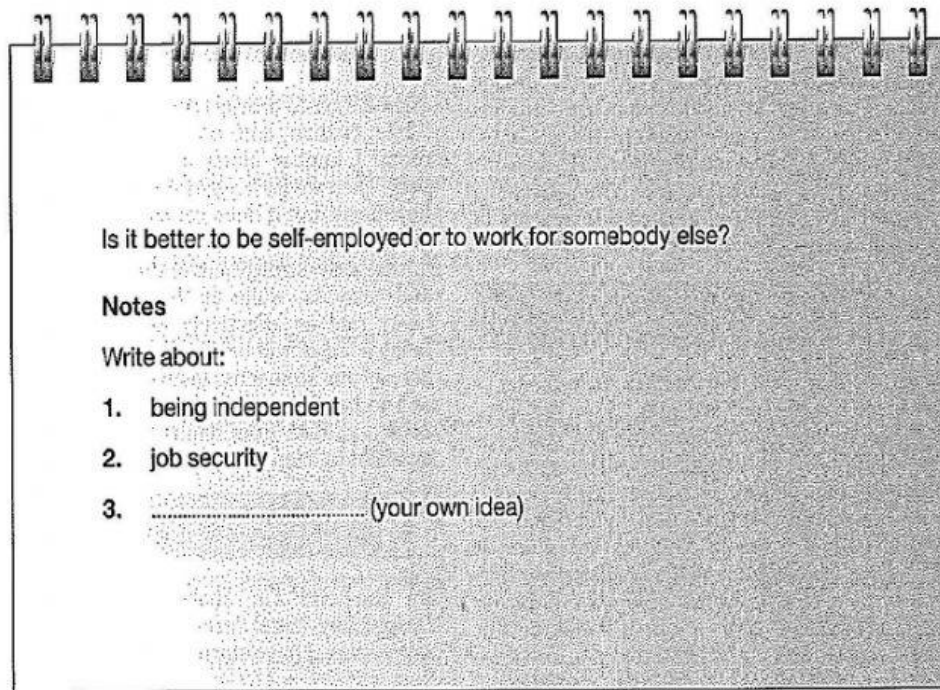 Is it better to be self-employed or to work for somebody else?
Notes
Write about:
1. being independent
2. job security
3. .............................. (your own idea)